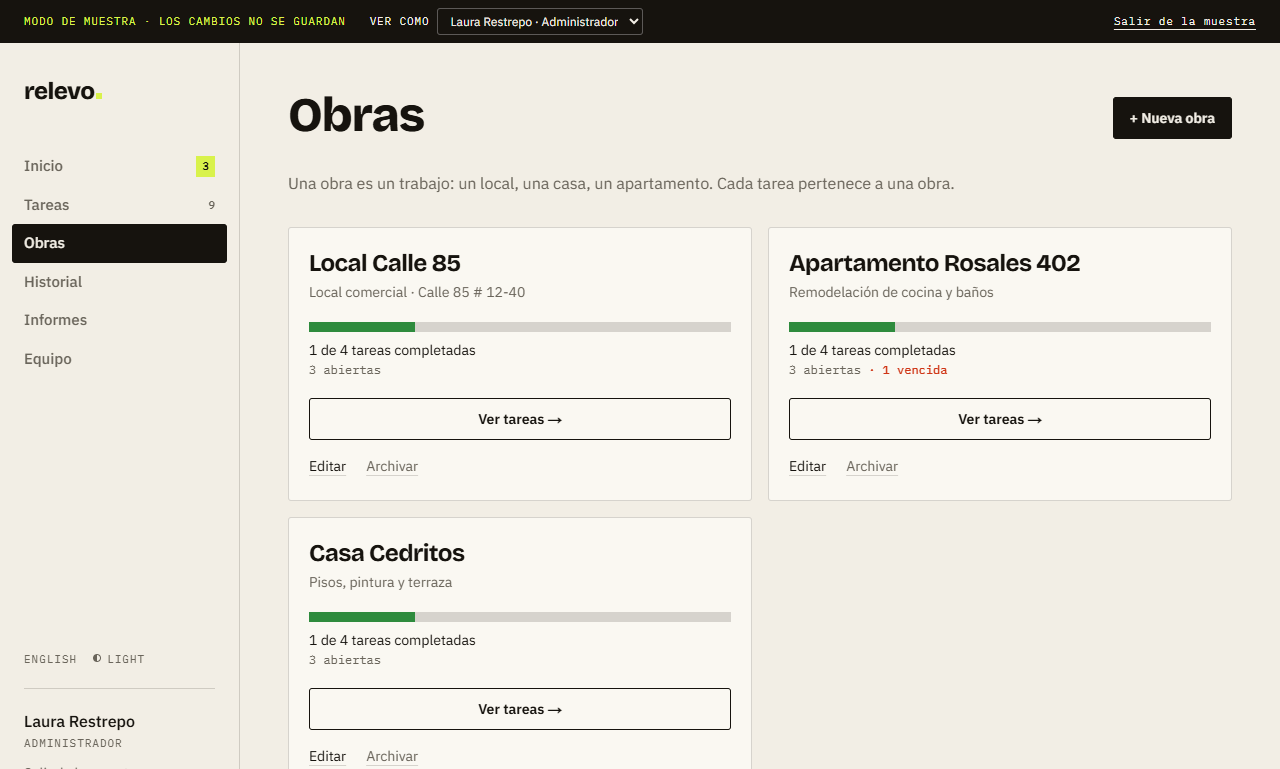 MODO DE MUESTRA · LOS CAMBIOS NO SE GUARDAN VER COMO Laura Restrepo · Administrador Salir de la muestra
relevo.
Inicio 3
Tareas 9
Obras
Historial
Informes
Equipo
ENGLISH LIGHT
Laura Restrepo
ADMINISTRADOR
Obras
+ Nueva obra
Una obra es un trabajo: un local, una casa, un apartamento. Cada tarea pertenece a una obra.
Local Calle 85
Local comercial · Calle 85 # 12-40
1 de 4 tareas completadas
3 abiertas
Ver tareas →
Editar Archivar
Apartamento Rosales 402
Remodelación de cocina y baños
1 de 4 tareas completadas
3 abiertas · 1 vencida
Ver tareas →
Editar Archivar
Casa Cedritos
Pisos, pintura y terraza
1 de 4 tareas completadas
3 abiertas
Ver tareas →
Editar Archivar